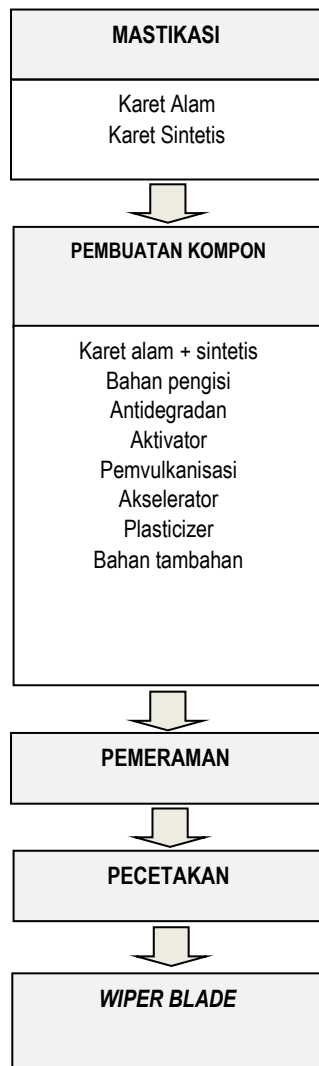 MASTIKASI
Karet Alam
Karet Sintetis
PEMBUATAN KOMPON
Karet alam + sintetis
Bahan pengisi
Antidegradan
Aktivator
Pemvulkanisasi
Akselerator
Plasticizer
Bahan tambahan
PEMERAMAN
PECETAKAN
WIPER BLADE